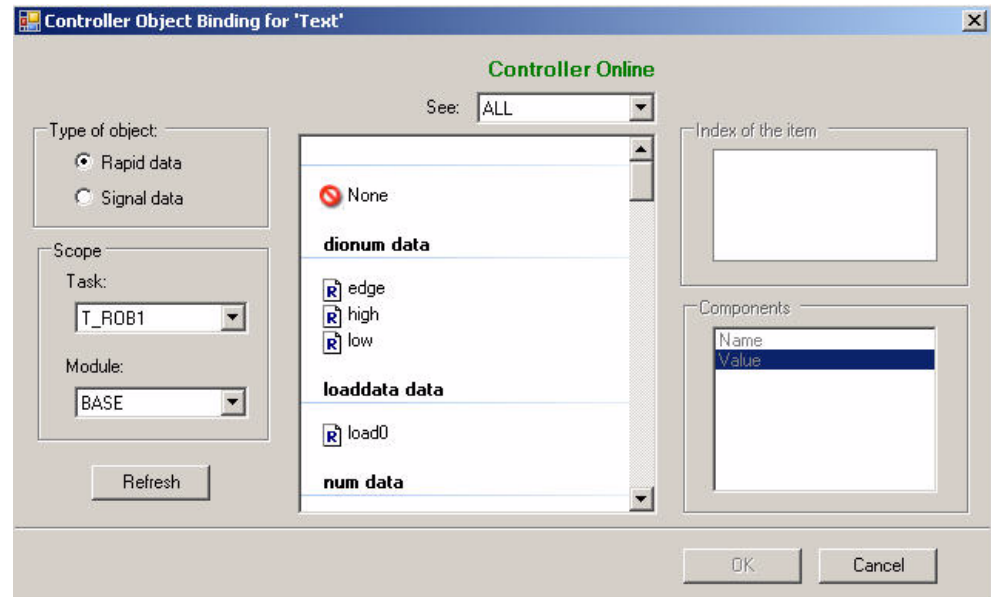 Controller Object Binding for 'Text'
Controller Online
See: ALL
Type of object:
Rapid data
Signal data
Scope
Task:
T_ROB1
Module:
BASE
Refresh
None
dionum data
edge
high
low
loaddata data
load0
num data
Index of the item
Components
Name
Value
OK
Cancel